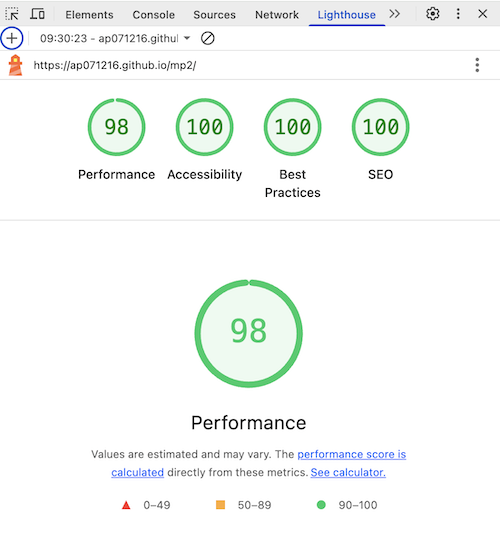 Elements Console Sources Network Lighthouse
09:30:23 - ap071216.githu
https://ap071216.github.io/mp2/
98 100 100 100
Performance Accessibility Best Practices SEO
98
Performance
Values are estimated and may vary. The performance score is
calculated directly from these metrics. See calculator.
0–49 50–89 90–100